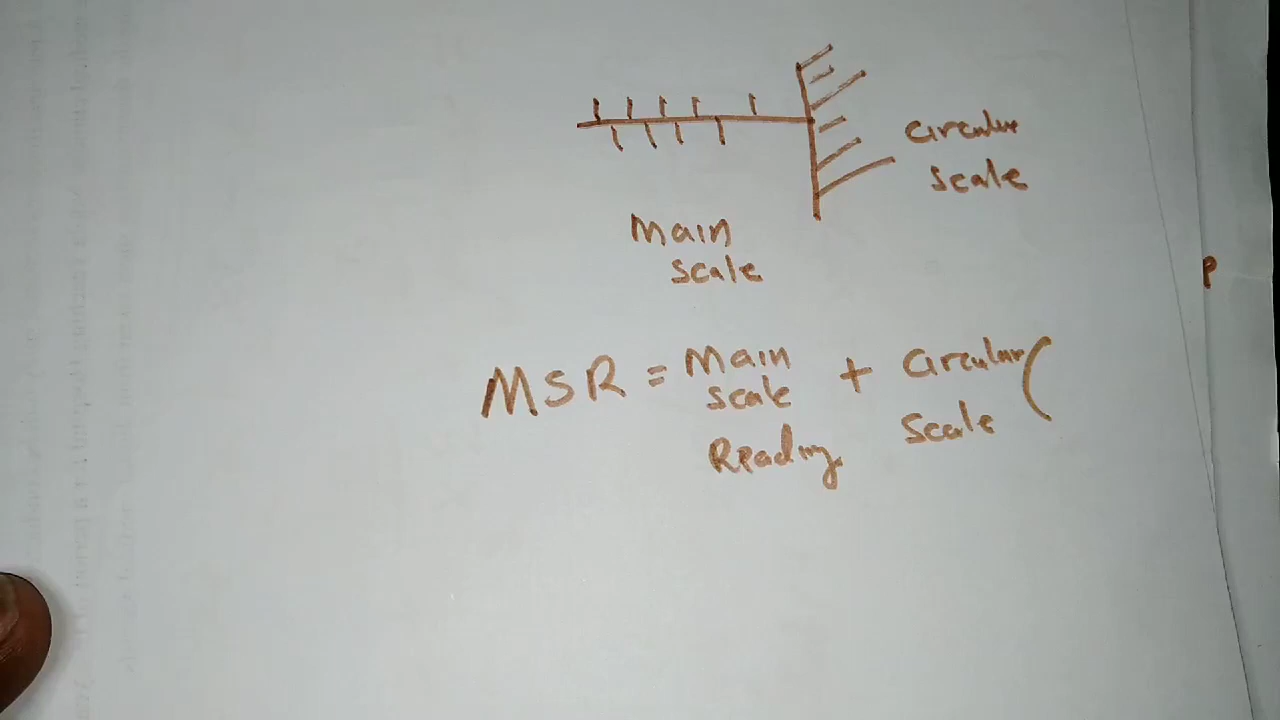 Circular
Scale
Main
Scale
MSR = Main Scale Reading + Circular Scale (
P